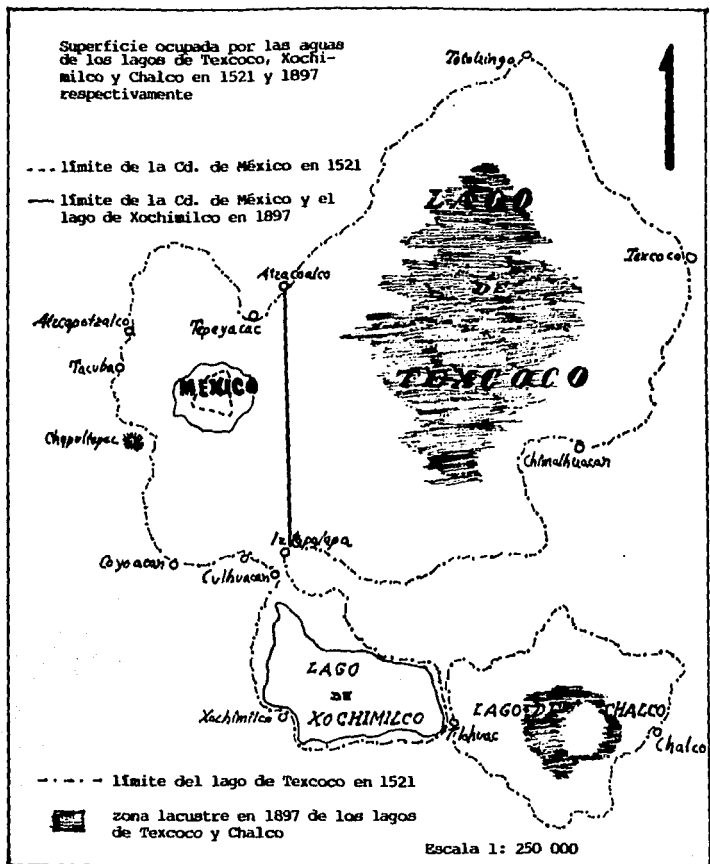 Superficie ocupada por las aguas
de los lagos de Texcoco, Xochi-
milco y Chalco en 1521 y 1897
respectivamente
límite de la Cd. de México en 1521
límite de la Cd. de México y el
lago de Xochimilco en 1897
Totolcingo
LAGO
DE
TEXCOCO
Texcoco
Atzacoalco
Atzcapotzalco
Tepeyacac
Tacuba
MEXICO
Chapultepec
Chimalhuacan
Iztapalapa
Coyoacan
Culhuacan
LAGO
DE
XOCHIMILCO
Xochimilco
LAGO DE CHALCO
Tlahuac
Chalco
límite del lago de Texcoco en 1521
zona lacustre en 1897 de los lagos
de Texcoco y Chalco
Escala 1: 250 000